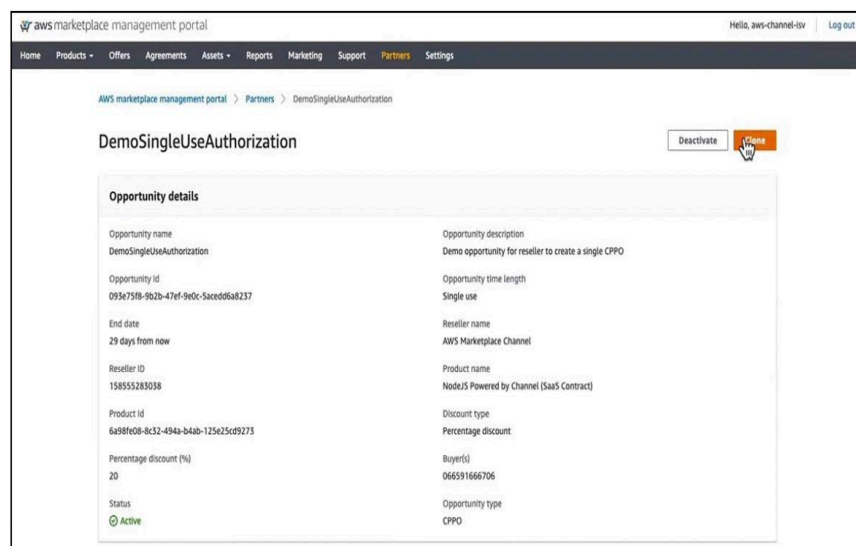 aws marketplace management portal
Hello, aws-channel-isv
Log out
Home Products Offers Agreements Assets Reports Marketing Support Partners Settings
AWS marketplace management portal > Partners > DemoSingleUseAuthorization
DemoSingleUseAuthorization
Deactivate
Clone
Opportunity details
Opportunity name
DemoSingleUseAuthorization
Opportunity description
Demo opportunity for reseller to create a single CPPO
Opportunity Id
093e75f8-9b2b-47ef-9e0c-5acedd6a8237
Opportunity time length
Single use
End date
29 days from now
Reseller name
AWS Marketplace Channel
Reseller ID
158555283038
Product name
NodeJS Powered by Channel (SaaS Contract)
Product Id
6a98fe08-8c32-494a-b4ab-125e25cd9273
Discount type
Percentage discount
Percentage discount (%)
20
Buyer(s)
066591666706
Status
Active
Opportunity type
CPPO